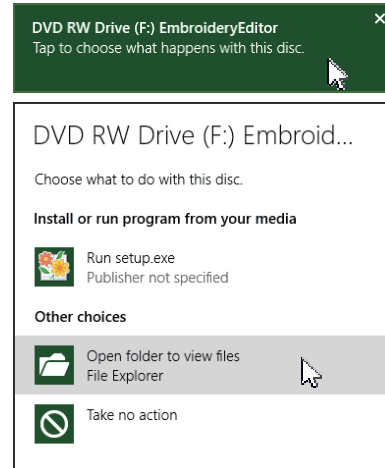 DVD RW Drive (F:) EmbroideryEditor
Tap to choose what happens with this disc.
DVD RW Drive (F:) Embroid...
Choose what to do with this disc.
Install or run program from your media
Run setup.exe
Publisher not specified
Other choices
Open folder to view files
File Explorer
Take no action